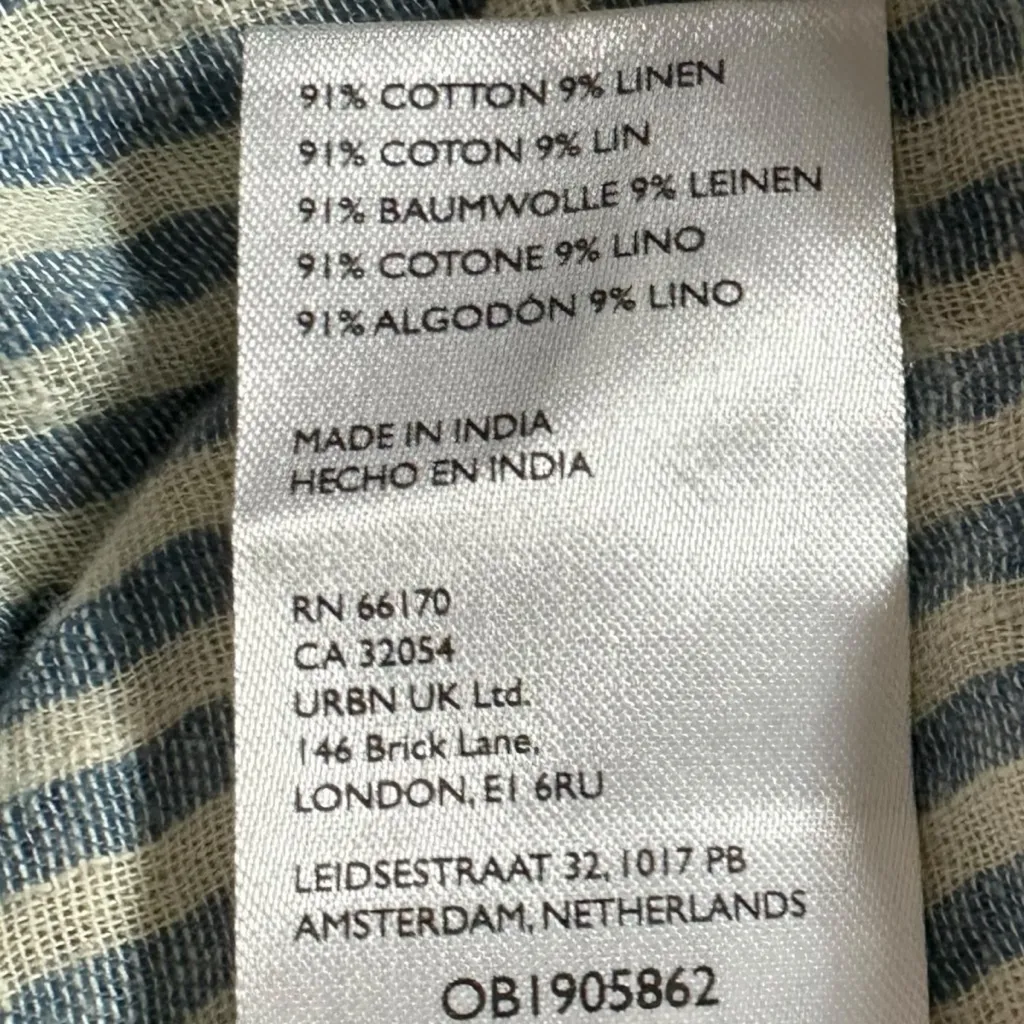 91% COTTON 9% LINEN
91% COTON 9% LIN
91% BAUMWOLLE 9% LEINEN
91% COTONE 9% LINO
91% ALGODÓN 9% LINO
MADE IN INDIA
HECHO EN INDIA
RN 66170
CA 32054
URBN UK Ltd.
146 Brick Lane,
LONDON, E1 6RU
LEIDSESTRAAT 32, 1017 PB
AMSTERDAM, NETHERLANDS
OB1905862